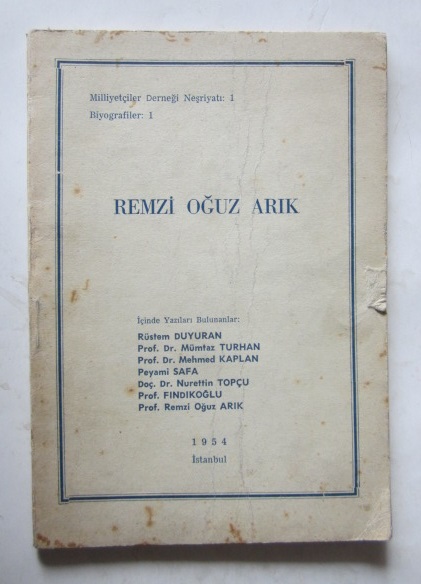 Milliyetçiler Derneği Neşriyatı: 1
Biyografiler: 1
REMZİ OĞUZ ARIK
İçinde Yazıları Bulunanlar:
Rüstem DUYURAN
Prof. Dr. Mümtaz TURHAN
Prof. Dr. Mehmed KAPLAN
Peyami SAFA
Doç. Dr. Nurettin TOPÇU
Prof. FINDIKOĞLU
Prof. Remzi Oğuz ARIK
1954
İstanbul